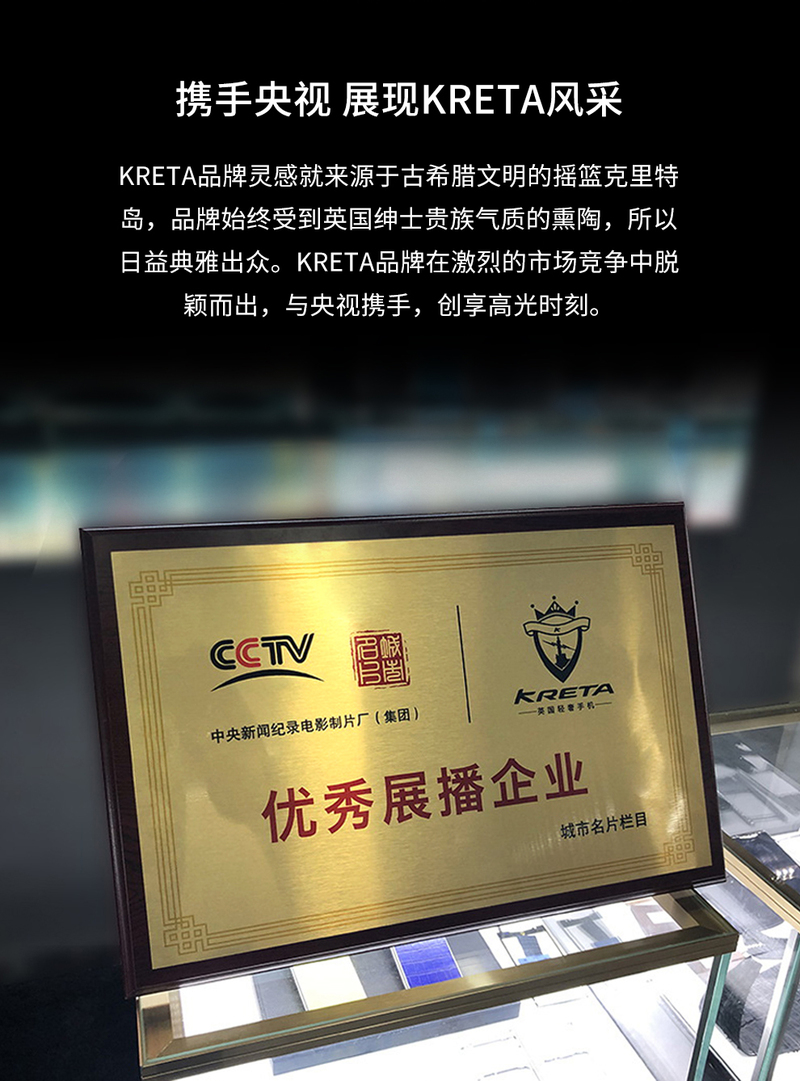 携手央视 展现KRETA风采
KRETA品牌灵感就来源于古希腊文明的摇篮克里特
岛，品牌始终受到英国绅士贵族气质的熏陶，所以
日益典雅出众。KRETA品牌在激烈的市场竞争中脱
颖而出，与央视携手，创享高光时刻。
CCTV
城市名片
中央新闻纪录电影制片厂（集团）
K
KRETA
英国轻奢手机
优秀展播企业
城市名片栏目